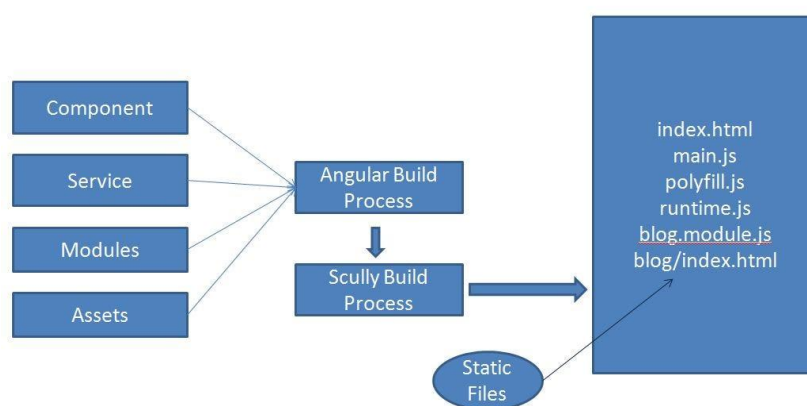 Component
Service
Modules
Assets
Angular Build
Process
Scully Build
Process
Static
Files
index.html
main.js
polyfill.js
runtime.js
blog.module.js
blog/index.html